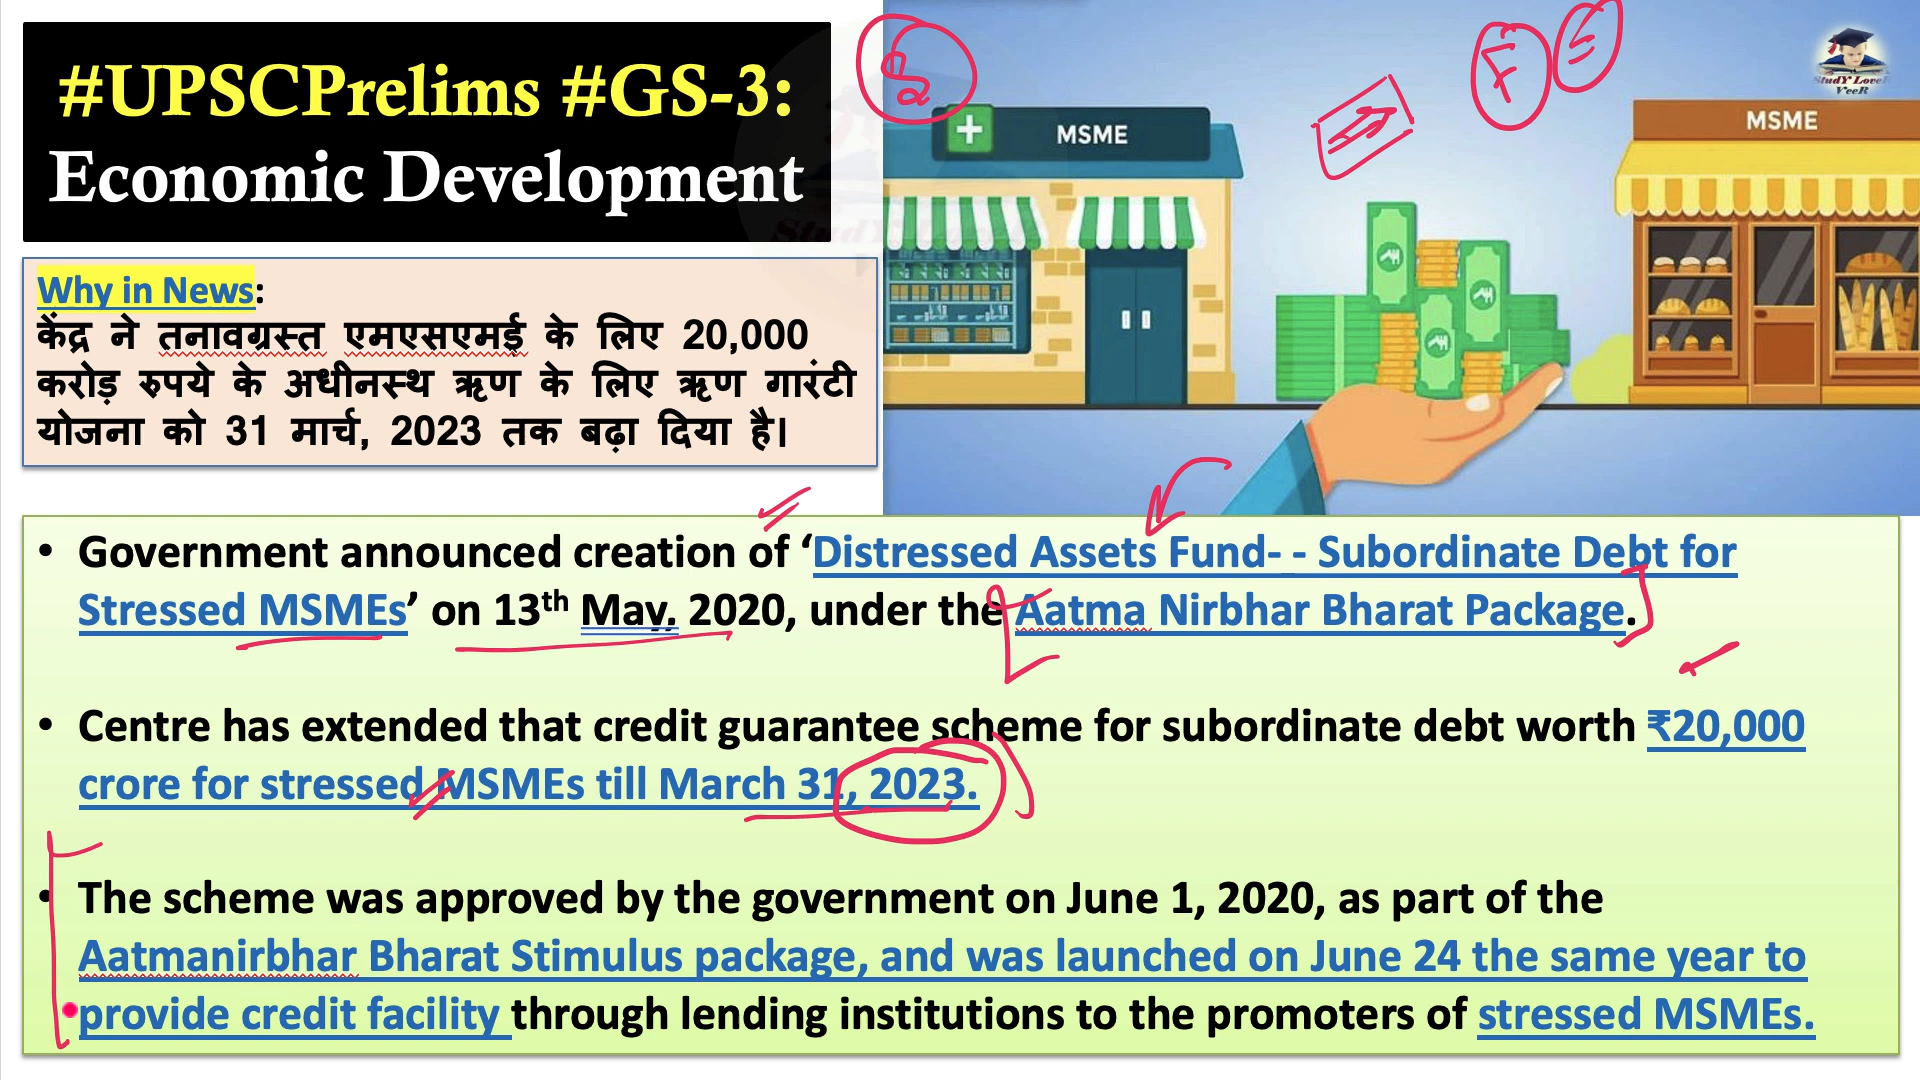 #UPSCPrelims #GS-3:
Economic Development
MSME
MSME
StudY LoveR
VeeR
Why in News:
केंद्र ने तनावग्रस्त एमएसएमई के लिए 20,000
करोड़ रुपये के अधीनस्थ ऋण के लिए ऋण गारंटी
योजना को 31 मार्च, 2023 तक बढ़ा दिया है।
• Government announced creation of ‘Distressed Assets Fund- - Subordinate Debt for
Stressed MSMEs’ on 13th May, 2020, under the Aatma Nirbhar Bharat Package.
• Centre has extended that credit guarantee scheme for subordinate debt worth ₹20,000
crore for stressed MSMEs till March 31, 2023.
• The scheme was approved by the government on June 1, 2020, as part of the
Aatmanirbhar Bharat Stimulus package, and was launched on June 24 the same year to
provide credit facility through lending institutions to the promoters of stressed MSMEs.